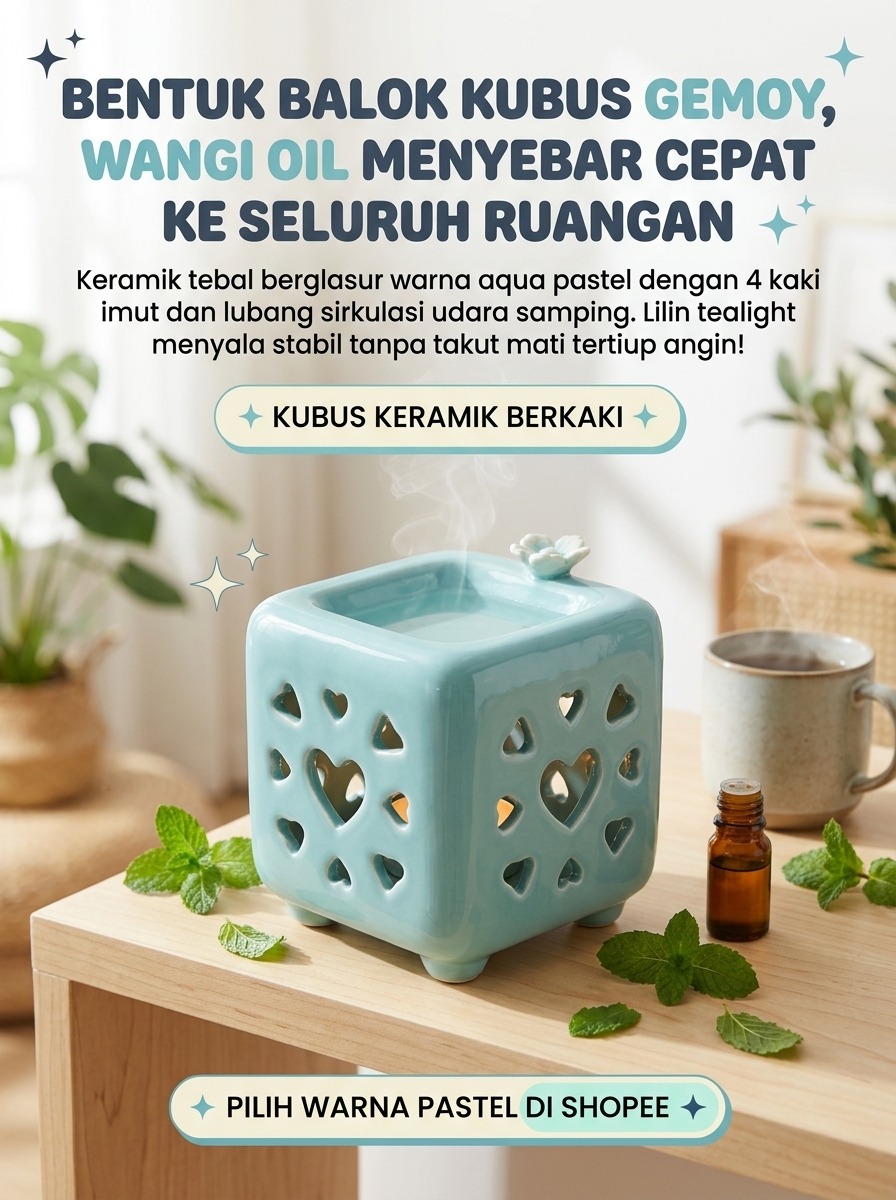 BENTUK BALOK KUBUS GEMOY,
WANGI OIL MENYEBAR CEPAT
KE SELURUH RUANGAN
Keramik tebal berglasur warna aqua pastel dengan 4 kaki
imut dan lubang sirkulasi udara samping. Lilin tealight
menyala stabil tanpa takut mati tertiup angin!
KUBUS KERAMIK BERKAKI
PILIH WARNA PASTEL DI SHOPEE